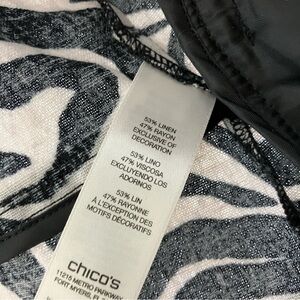 53% LINEN
47% RAYON
EXCLUSIVE OF
DECORATION
53% LINO
47% VISCOSA
EXCLUYENDO LOS
ADORNOS
53% LIN
47% RAYONNE
À L'EXCEPTION DES
MOTIFS DÉCORATIFS
chico's
11215 METRO PARKWAY
FORT MYERS,